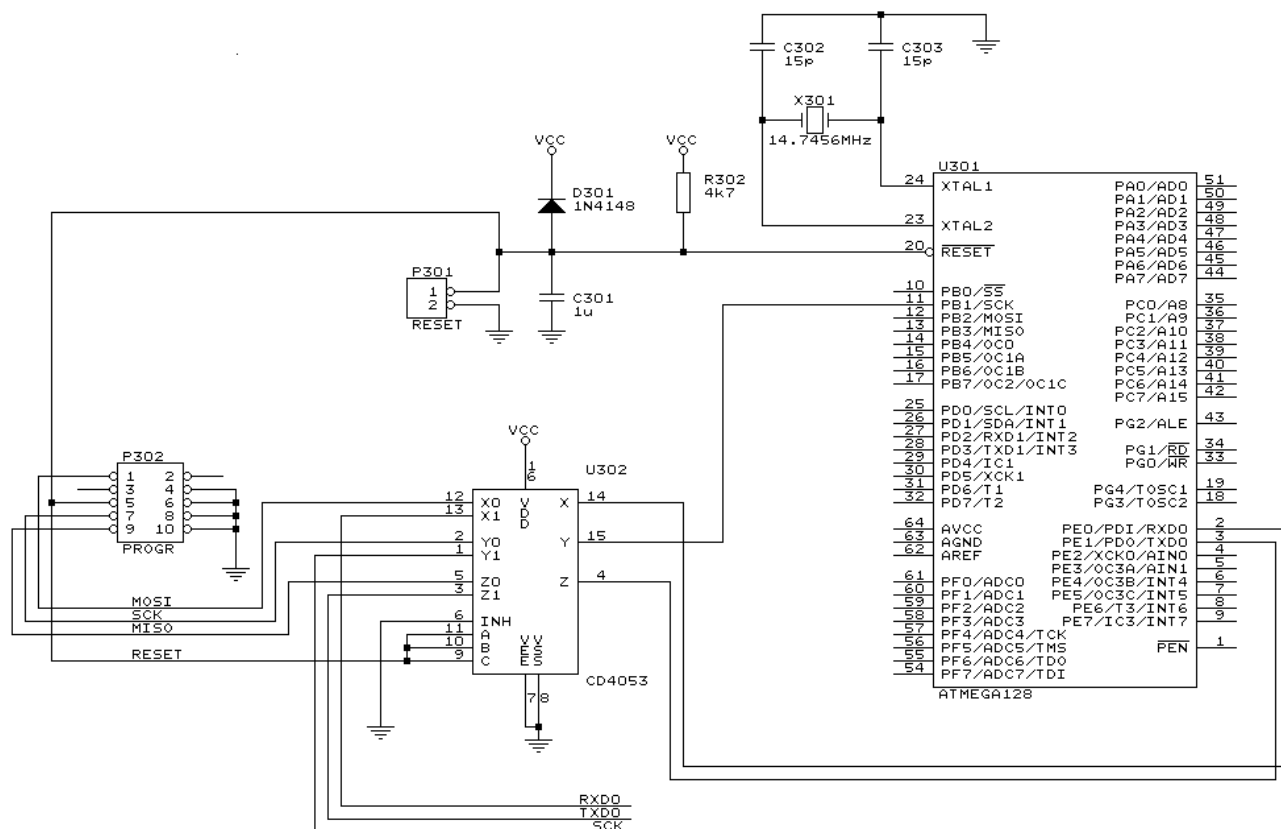 C302
15p
C303
15p
X301
14.7456MHz
VCC
VCC
D301
1N4148
R302
4k7
P301
1
2
RESET
C301
1u
U301
24 XTAL1
23 XTAL2
20 RESET
10 PB0/SS
11 PB1/SCK
12 PB2/MOSI
13 PB3/MISO
14 PB4/OC0
15 PB5/OC1A
16 PB6/OC1B
17 PB7/OC2/OC1C
25 PD0/SCL/INT0
26 PD1/SDA/INT1
27 PD2/RXD1/INT2
28 PD3/TXD1/INT3
29 PD4/IC1
30 PD5/XCK1
31 PD6/T1
32 PD7/T2
64 AVCC
63 AGND
62 AREF
61 PF0/ADC0
60 PF1/ADC1
59 PF2/ADC2
58 PF3/ADC3
57 PF4/ADC4/TCK
56 PF5/ADC5/TMS
55 PF6/ADC6/TDO
54 PF7/ADC7/TDI
PA0/AD0 51
PA1/AD1 50
PA2/AD2 49
PA3/AD3 48
PA4/AD4 47
PA5/AD5 46
PA6/AD6 45
PA7/AD7 44
PC0/A8 35
PC1/A9 36
PC2/A10 37
PC3/A11 38
PC4/A12 39
PC5/A13 40
PC6/A14 41
PC7/A15 42
PG2/ALE 43
PG1/RD 34
PG0/WR 33
PG4/TOSC1 19
PG3/TOSC2 18
PE0/PDI/RXD0 2
PE1/PDO/TXD0 3
PE2/XCK0/AIN0 4
PE3/OC3A/AIN1 5
PE4/OC3B/INT4 6
PE5/OC3C/INT5 7
PE6/T3/INT6 8
PE7/IC3/INT7 9
PEN 1
ATMEGA128
P302
1 2
3 4
5 6
7 8
9 10
PROGR
MOSI
SCK
MISO
RESET
VCC
16
U302
12 X0 VDD X 14
13 X1
2 Y0 Y 15
1 Y1
5 Z0 Z 4
3 Z1
6 INH
11 A
10 B
9 C
VEE VSS
7 8
CD4053
RXD0
TXD0
SCK